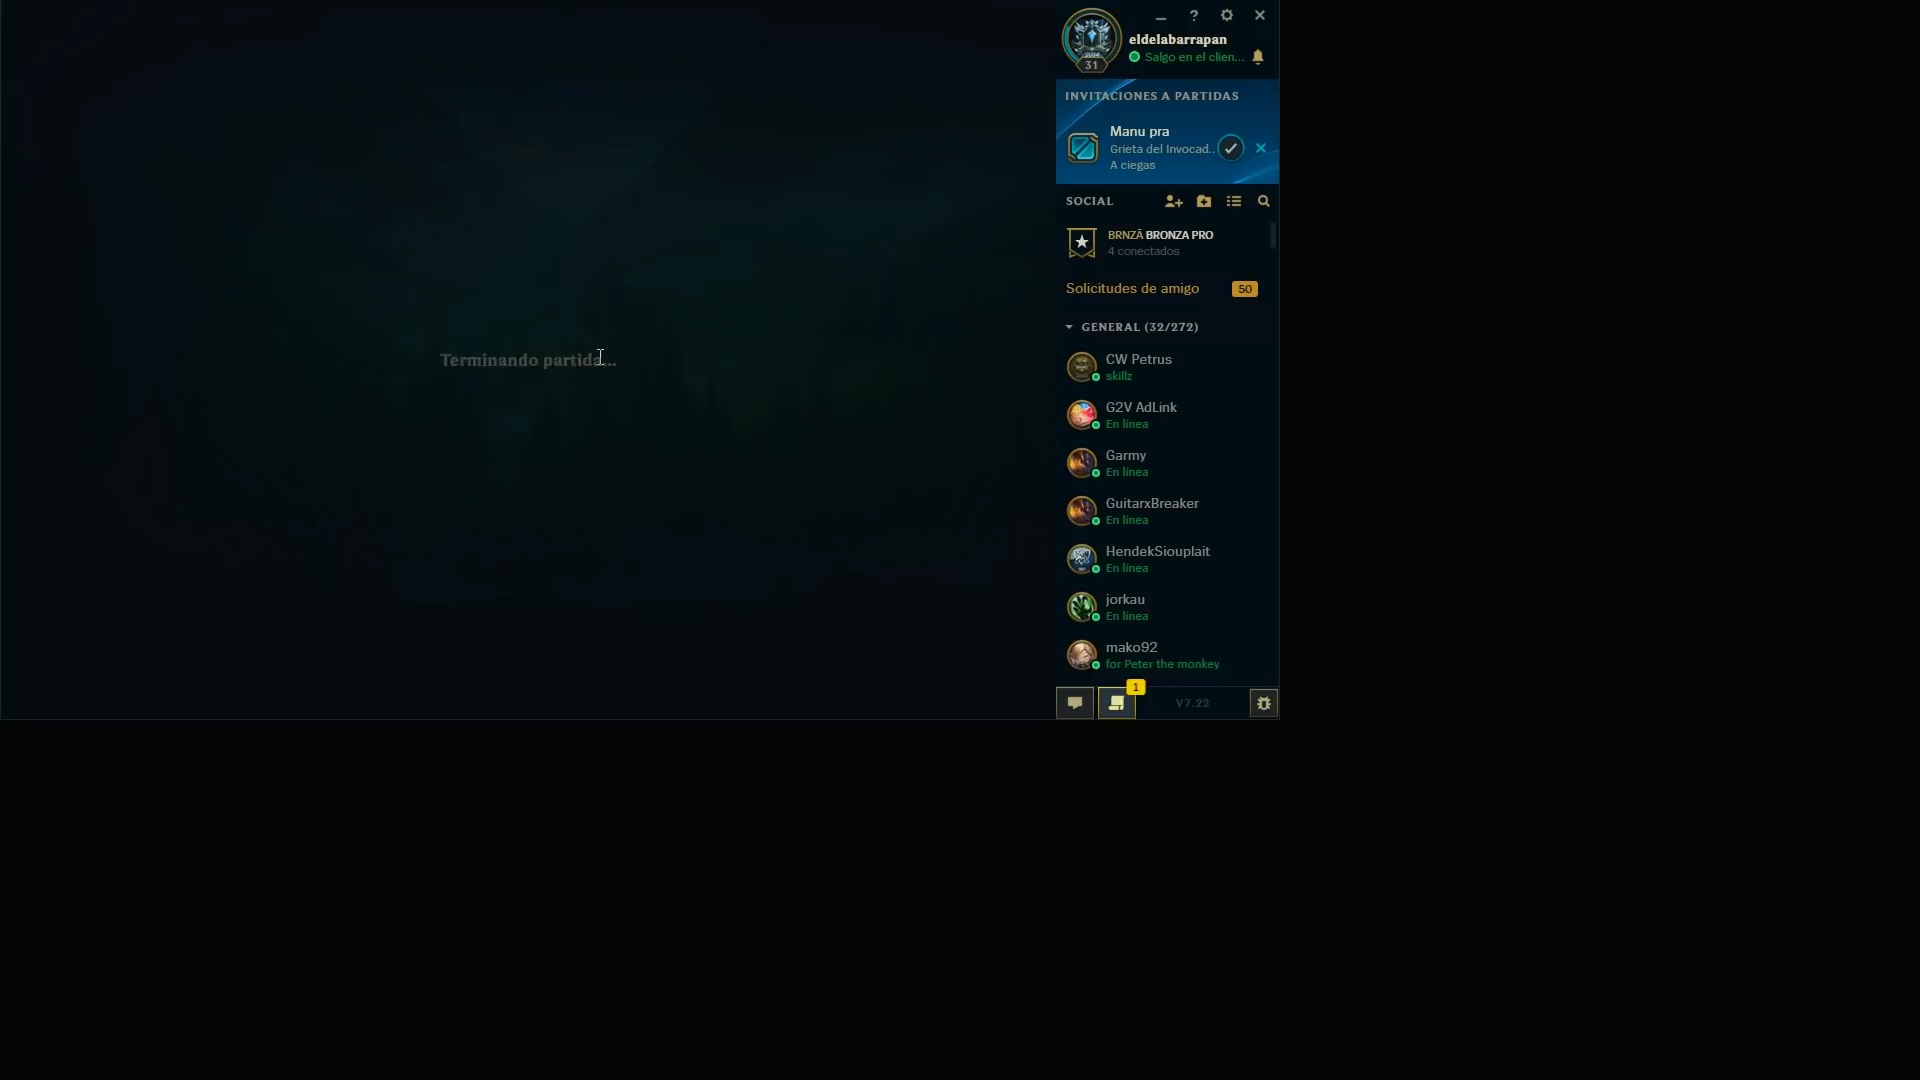 eldelabarrapan
Salgo en el clien...
31
INVITACIONES A PARTIDAS
Manu pra
Grieta del Invocad..
A ciegas
SOCIAL
BRNZÃ BRONZA PRO
4 conectados
Solicitudes de amigo 50
GENERAL (32/272)
Terminando partida...
CW Petrus
skillz
G2V AdLink
En línea
Garmy
En línea
GuitarxBreaker
En línea
HendekSiouplait
En línea
jorkau
En línea
mako92
for Peter the monkey
1
V7.22